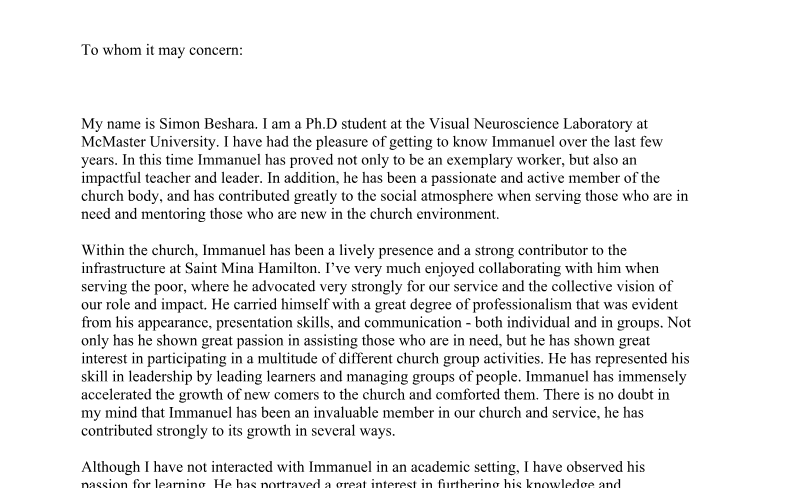 To whom it may concern:
My name is Simon Beshara. I am a Ph.D student at the Visual Neuroscience Laboratory at
McMaster University. I have had the pleasure of getting to know Immanuel over the last few
years. In this time Immanuel has proved not only to be an exemplary worker, but also an
impactful teacher and leader. In addition, he has been a passionate and active member of the
church body, and has contributed greatly to the social atmosphere when serving those who are in
need and mentoring those who are new in the church environment.
Within the church, Immanuel has been a lively presence and a strong contributor to the
infrastructure at Saint Mina Hamilton. I’ve very much enjoyed collaborating with him when
serving the poor, where he advocated very strongly for our service and the collective vision of
our role and impact. He carried himself with a great degree of professionalism that was evident
from his appearance, presentation skills, and communication - both individual and in groups. Not
only has he shown great passion in assisting those who are in need, but he has shown great
interest in participating in a multitude of different church group activities. He has represented his
skill in leadership by leading learners and managing groups of people. Immanuel has immensely
accelerated the growth of new comers to the church and comforted them. There is no doubt in
my mind that Immanuel has been an invaluable member in our church and service, he has
contributed strongly to its growth in several ways.
Although I have not interacted with Immanuel in an academic setting, I have observed his
passion for learning. He has portrayed a great interest in furthering his knowledge and